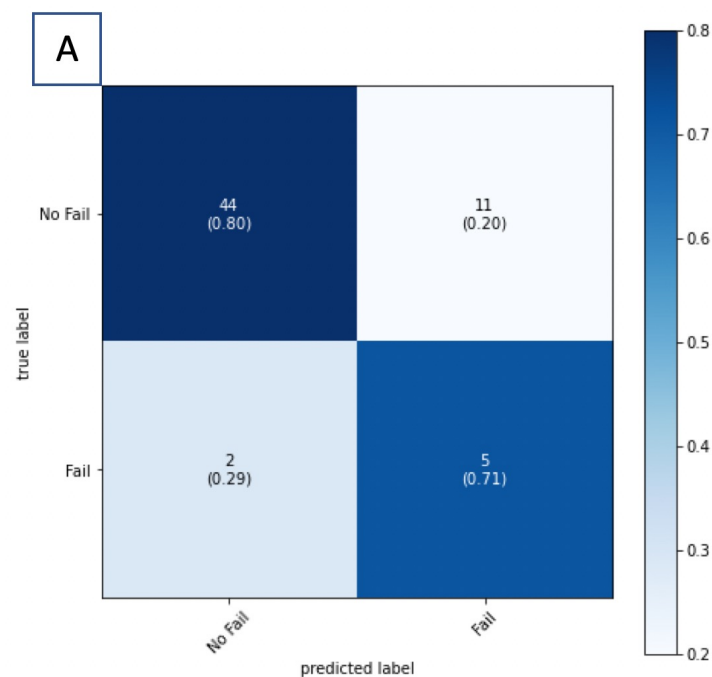 A
0.8
44
(0.80)
11
(0.20)
0.7
No Fail
0.6
true label
0.5
0.4
2
(0.29)
5
(0.71)
Fail
0.3
0.2
No Fail
Fail
predicted label